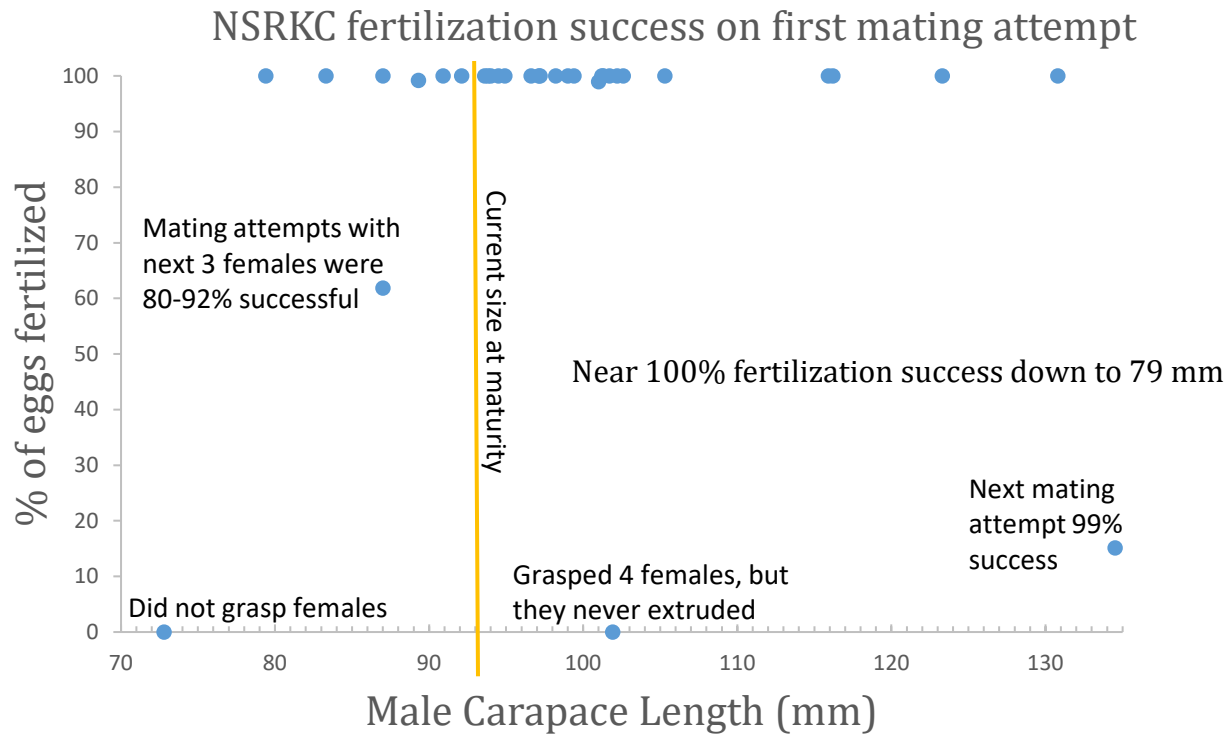 NSRKC fertilization success on first mating attempt
% of eggs fertilized
100
90
80
70
60
50
40
30
20
10
0
Mating attempts with
next 3 females were
80-92% successful
Current size at maturity
Near 100% fertilization success down to 79 mm
Next mating
attempt 99%
success
Grasped 4 females, but
they never extruded
Did not grasp females
70 80 90 100 110 120 130
Male Carapace Length (mm)